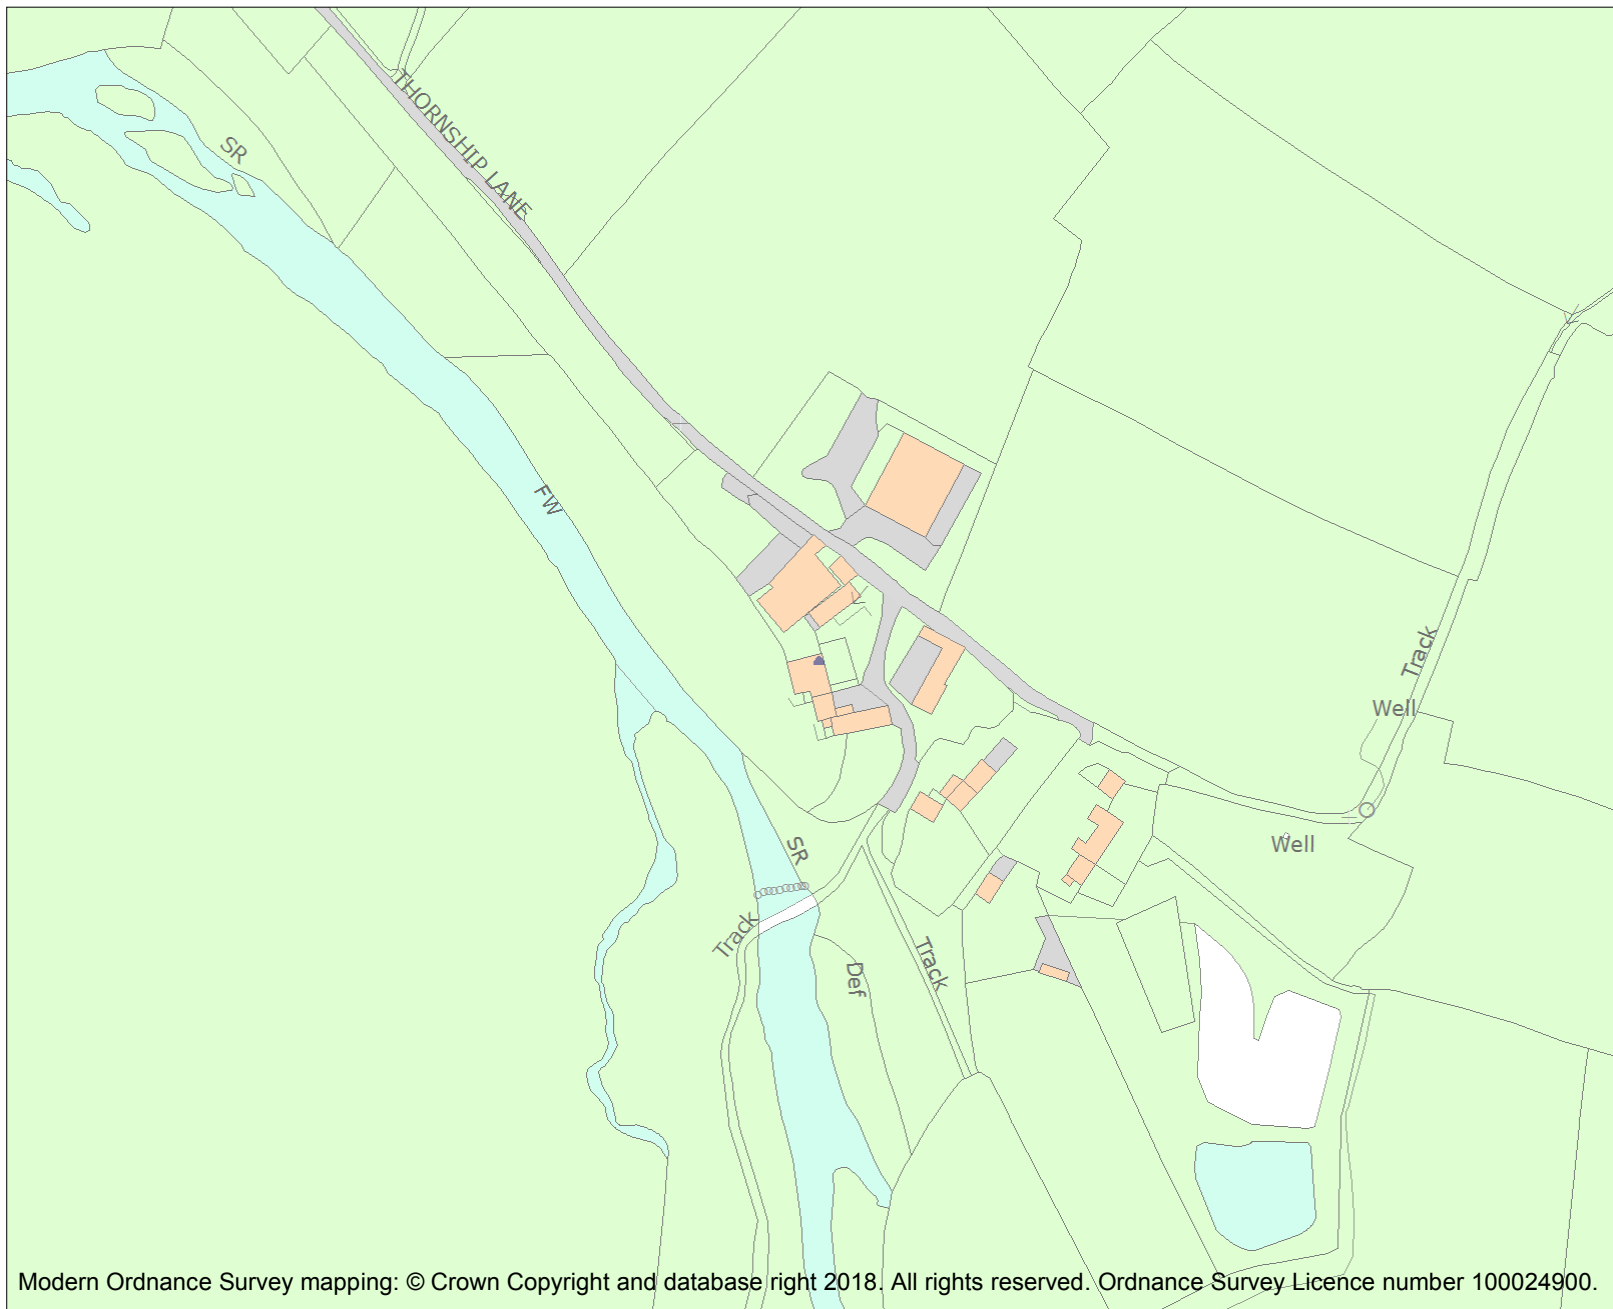 THORNSHIP LANE
SR
FW
Track
Well
Well
SR
Track
Track
Def
Modern Ordnance Survey mapping: © Crown Copyright and database right 2018. All rights reserved. Ordnance Survey Licence number 100024900.